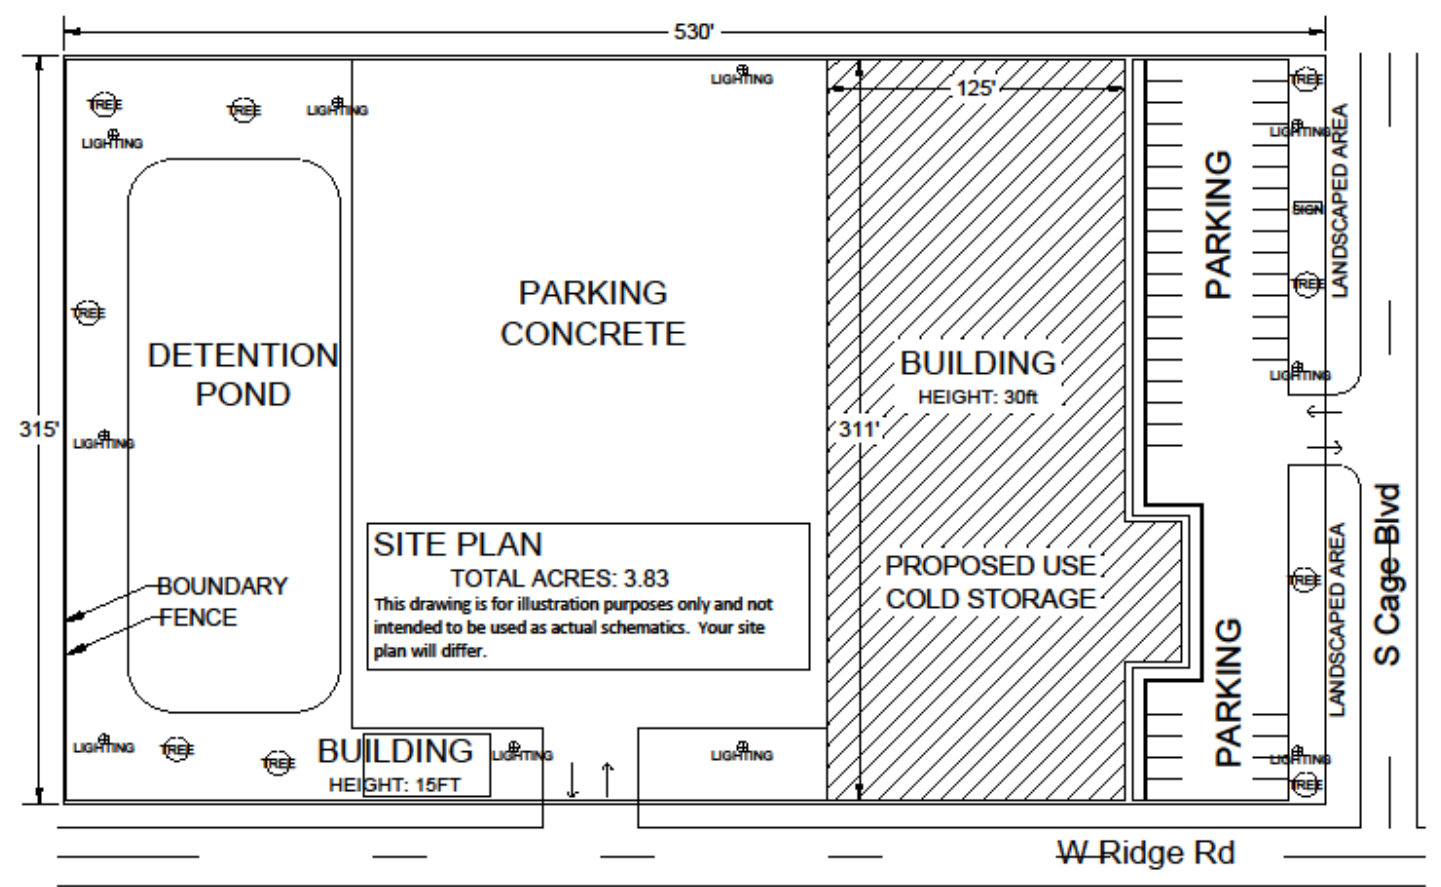 530'
LIGHTING
TREE
125'
TREE
TREE
LIGHTING
LIGHTING
LIGHTING
LANDSCAPED AREA
PARKING
SIGN
TREE
PARKING
CONCRETE
TREE
DETENTION
POND
BUILDING
HEIGHT: 30ft
LIGHTING
315'
311'
LIGHTING
S Cage Blvd
SITE PLAN
TOTAL ACRES: 3.83
This drawing is for illustration purposes only and not
intended to be used as actual schematics. Your site
plan will differ.
PROPOSED USE
COLD STORAGE
TREE
LANDSCAPED AREA
BOUNDARY
FENCE
PARKING
LIGHTING
TREE
TREE
BUILDING
HEIGHT: 15FT
LIGHTING
LIGHTING
LIGHTING
TREE
W Ridge Rd